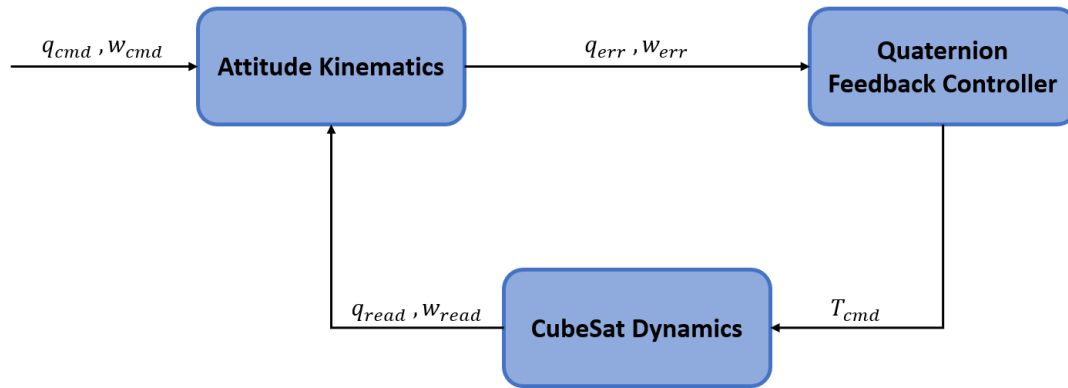 q_cmd , w_cmd
Attitude Kinematics
q_err , w_err
Quaternion
Feedback Controller
q_read , w_read
CubeSat Dynamics
T_cmd